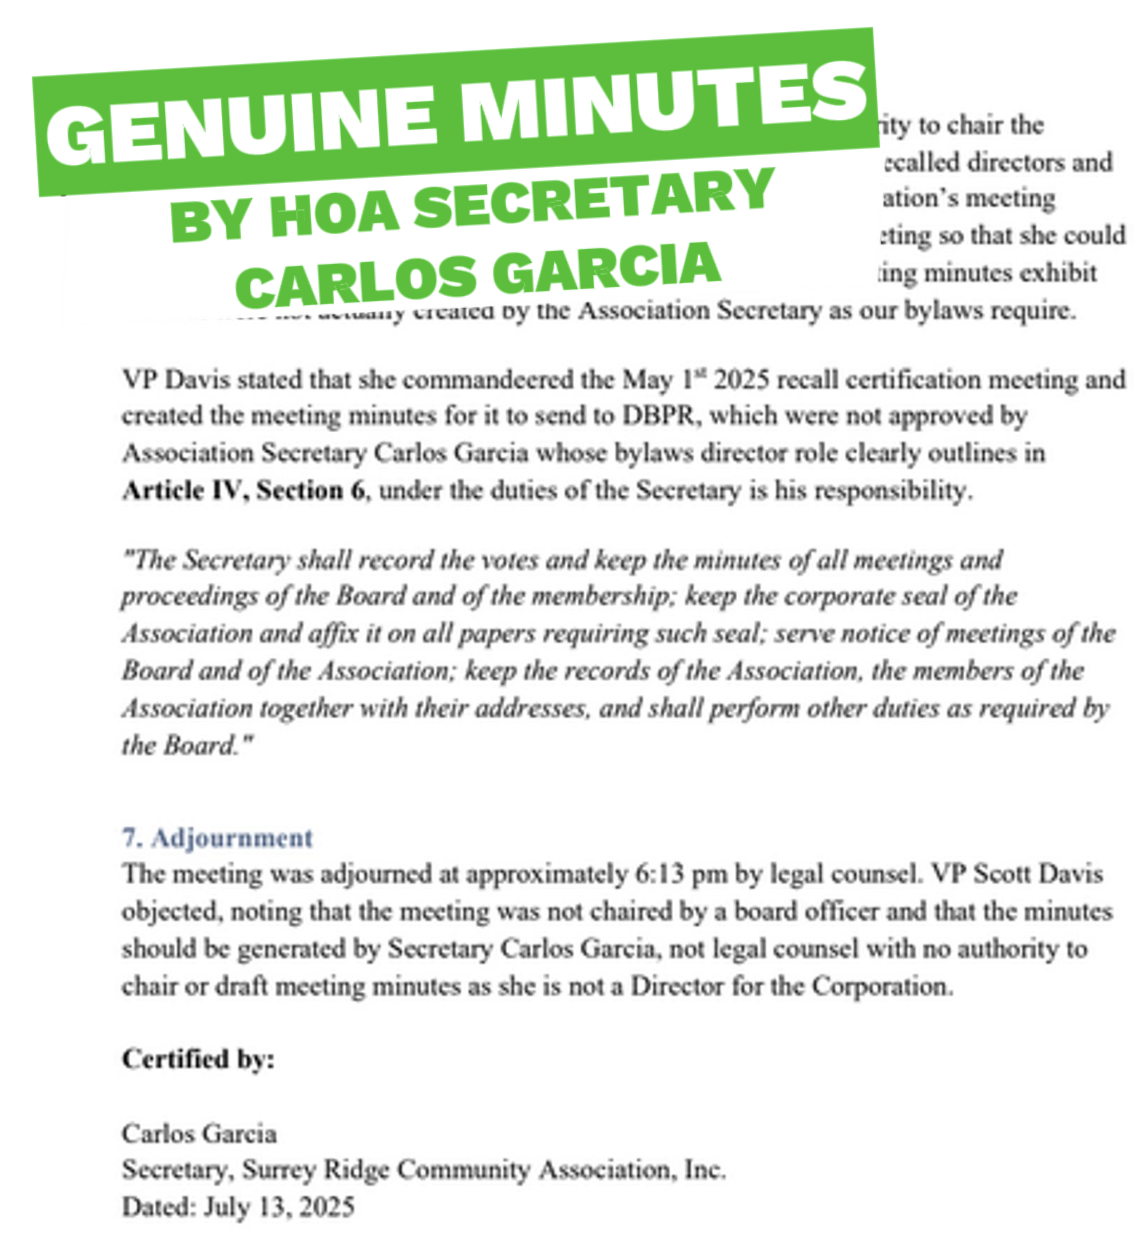 GENUINE MINUTES
BY HOA SECRETARY
CARLOS GARCIA
to chair the
directors and
meeting
so that she could
minutes exhibit
not actually created by the Association Secretary as our bylaws require.
VP Davis stated that she commandeered the May 1st 2025 recall certification meeting and
created the meeting minutes for it to send to DBPR, which were not approved by
Association Secretary Carlos Garcia whose bylaws director role clearly outlines in
Article IV, Section 6, under the duties of the Secretary is his responsibility.
"The Secretary shall record the votes and keep the minutes of all meetings and
proceedings of the Board and of the membership; keep the corporate seal of the
Association and affix it on all papers requiring such seal; serve notice of meetings of the
Board and of the Association; keep the records of the Association, the members of the
Association together with their addresses, and shall perform other duties as required by
the Board."
7. Adjournment
The meeting was adjourned at approximately 6:13 pm by legal counsel. VP Scott Davis
objected, noting that the meeting was not chaired by a board officer and that the minutes
should be generated by Secretary Carlos Garcia, not legal counsel with no authority to
chair or draft meeting minutes as she is not a Director for the Corporation.
Certified by:
Carlos Garcia
Secretary, Surrey Ridge Community Association, Inc.
Dated: July 13, 2025